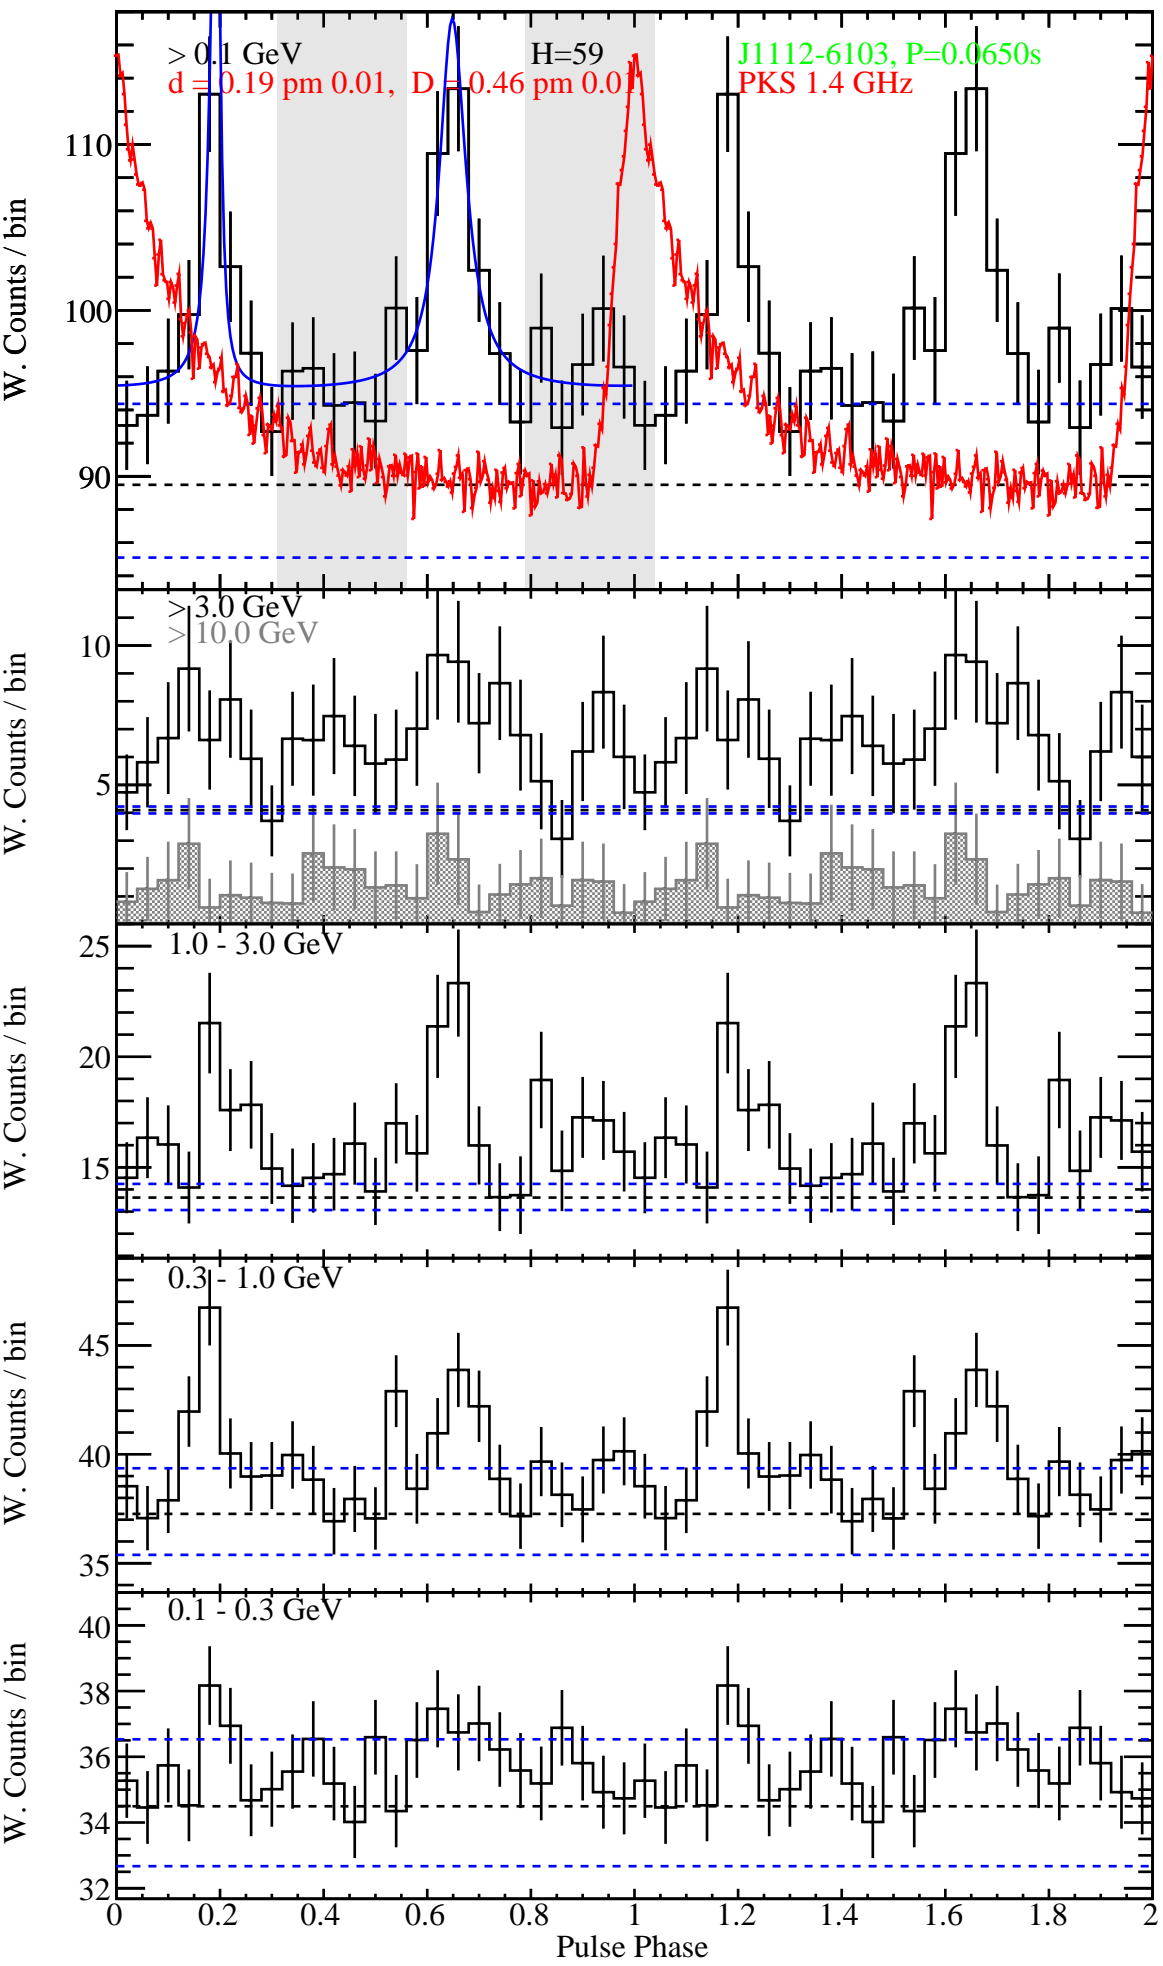 > 0.1 GeV
H=59
J1112-6103, P=0.0650s
d = 0.19 pm 0.01, D = 0.46 pm 0.01
PKS 1.4 GHz
110
100
90
W. Counts / bin
> 3.0 GeV
> 10.0 GeV
10
5
W. Counts / bin
1.0 - 3.0 GeV
25
20
15
W. Counts / bin
0.3 - 1.0 GeV
45
40
35
W. Counts / bin
0.1 - 0.3 GeV
40
38
36
34
32
W. Counts / bin
0 0.2 0.4 0.6 0.8 1 1.2 1.4 1.6 1.8 2
Pulse Phase